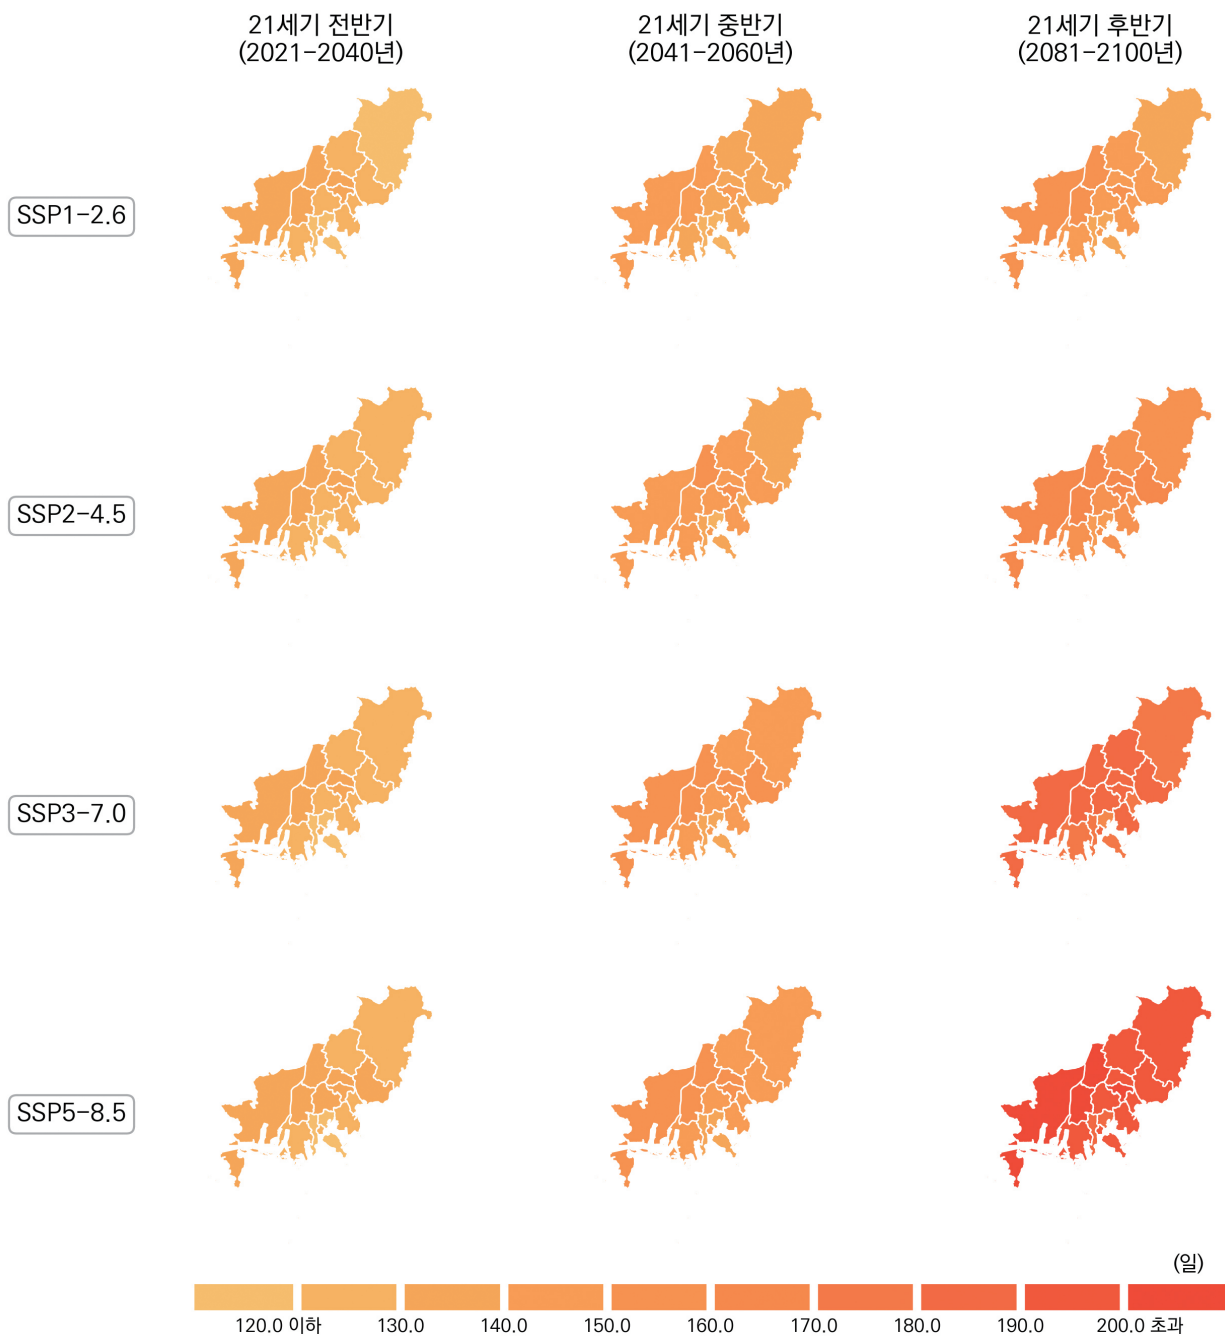 21세기 전반기
(2021-2040년)
21세기 중반기
(2041-2060년)
21세기 후반기
(2081-2100년)
SSP1-2.6
SSP2-4.5
SSP3-7.0
SSP5-8.5
(일)
120.0 이하 130.0 140.0 150.0 160.0 170.0 180.0 190.0 200.0 초과